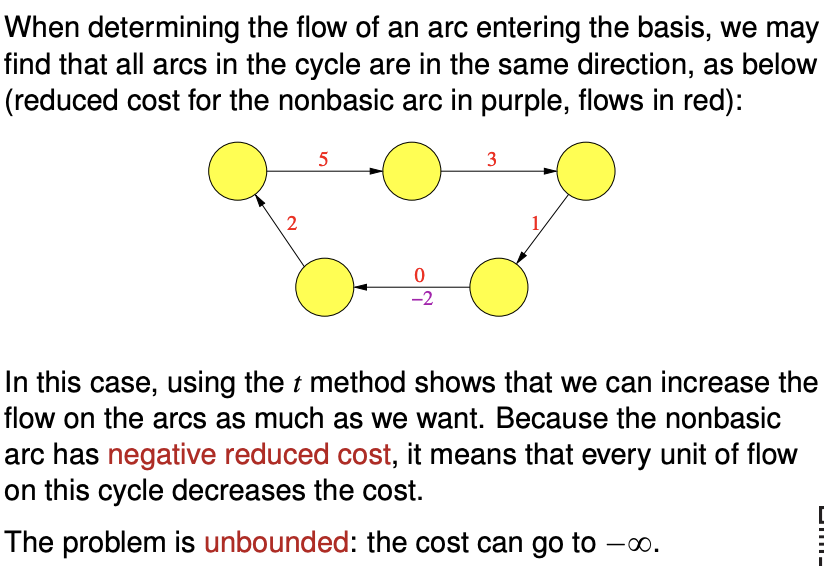 When determining the flow of an arc entering the basis, we may
find that all arcs in the cycle are in the same direction, as below
(reduced cost for the nonbasic arc in purple, flows in red):
5 3
2 1
0
−2
In this case, using the t method shows that we can increase the
flow on the arcs as much as we want. Because the nonbasic
arc has negative reduced cost, it means that every unit of flow
on this cycle decreases the cost.
The problem is unbounded: the cost can go to −∞.